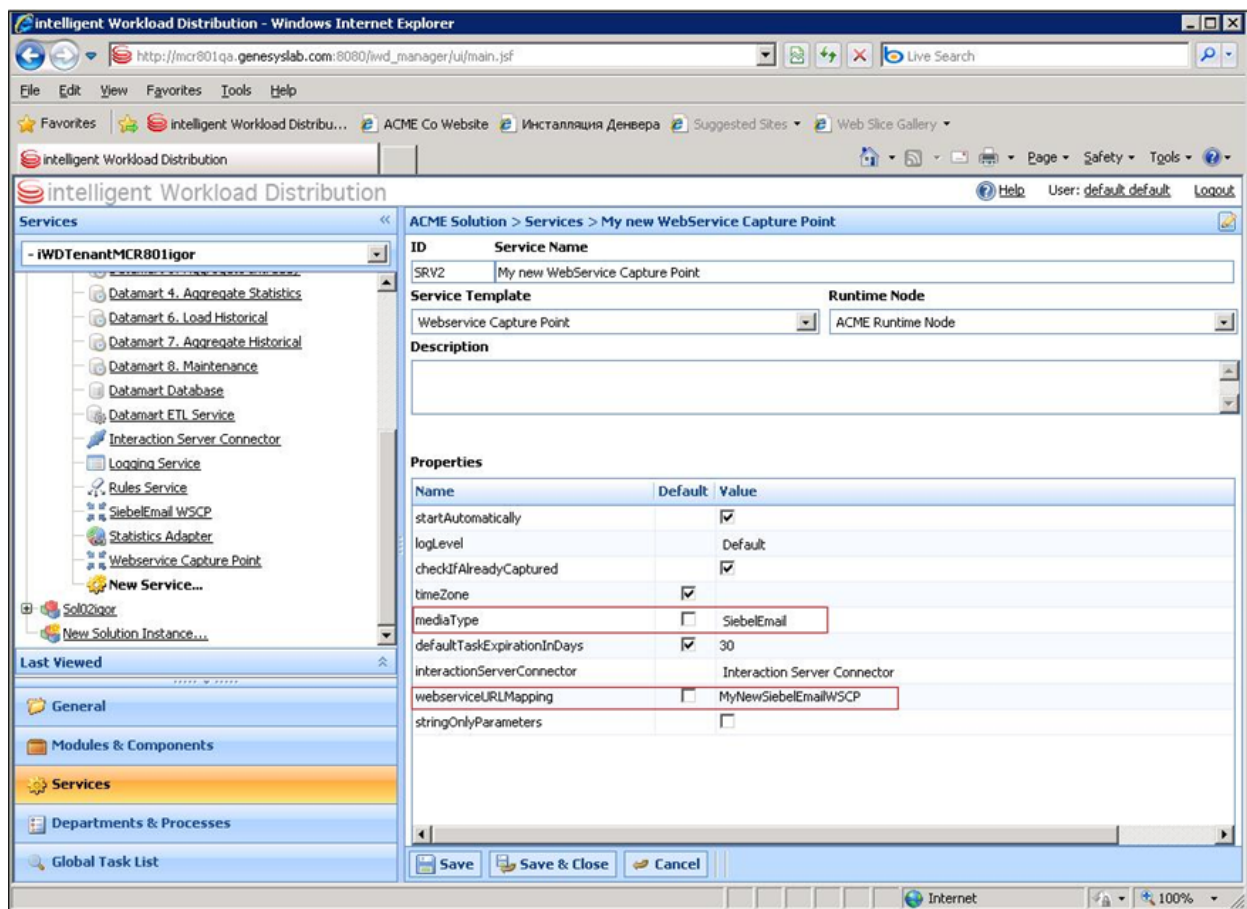 intelligent Workload Distribution - Windows Internet Explorer
http://mcr801qa.genesyslab.com:8080/iwd_manager/ui/main.jsf
Live Search
File Edit View Favorites Tools Help
Favorites intelligent Workload Distribu... ACME Co Website Инсталляция Денвера Suggested Sites Web Slice Gallery
intelligent Workload Distribution Page Safety Tools
intelligent Workload Distribution Help User: default default Logout
Services
- iWDTenantMCR801igor
Datamart 4. Aggregate Statistics
Datamart 6. Load Historical
Datamart 7. Aggregate Historical
Datamart 8. Maintenance
Datamart Database
Datamart ETL Service
Interaction Server Connector
Logging Service
Rules Service
SiebelEmail WSCP
Statistics Adapter
Webservice Capture Point
New Service...
Sol02igor
New Solution Instance...
Last Viewed
General
Modules & Components
Services
Departments & Processes
Global Task List
ACME Solution > Services > My new WebService Capture Point
ID Service Name
SRV2 My new WebService Capture Point
Service Template Runtime Node
Webservice Capture Point ACME Runtime Node
Description
Properties
Name Default Value
startAutomatically
logLevel Default
checkIfAlreadyCaptured
timeZone
mediaType SiebelEmail
defaultTaskExpirationInDays 30
interactionServerConnector Interaction Server Connector
webserviceURLMapping MyNewSiebelEmailWSCP
stringOnlyParameters
Save Save & Close Cancel
Internet 100%